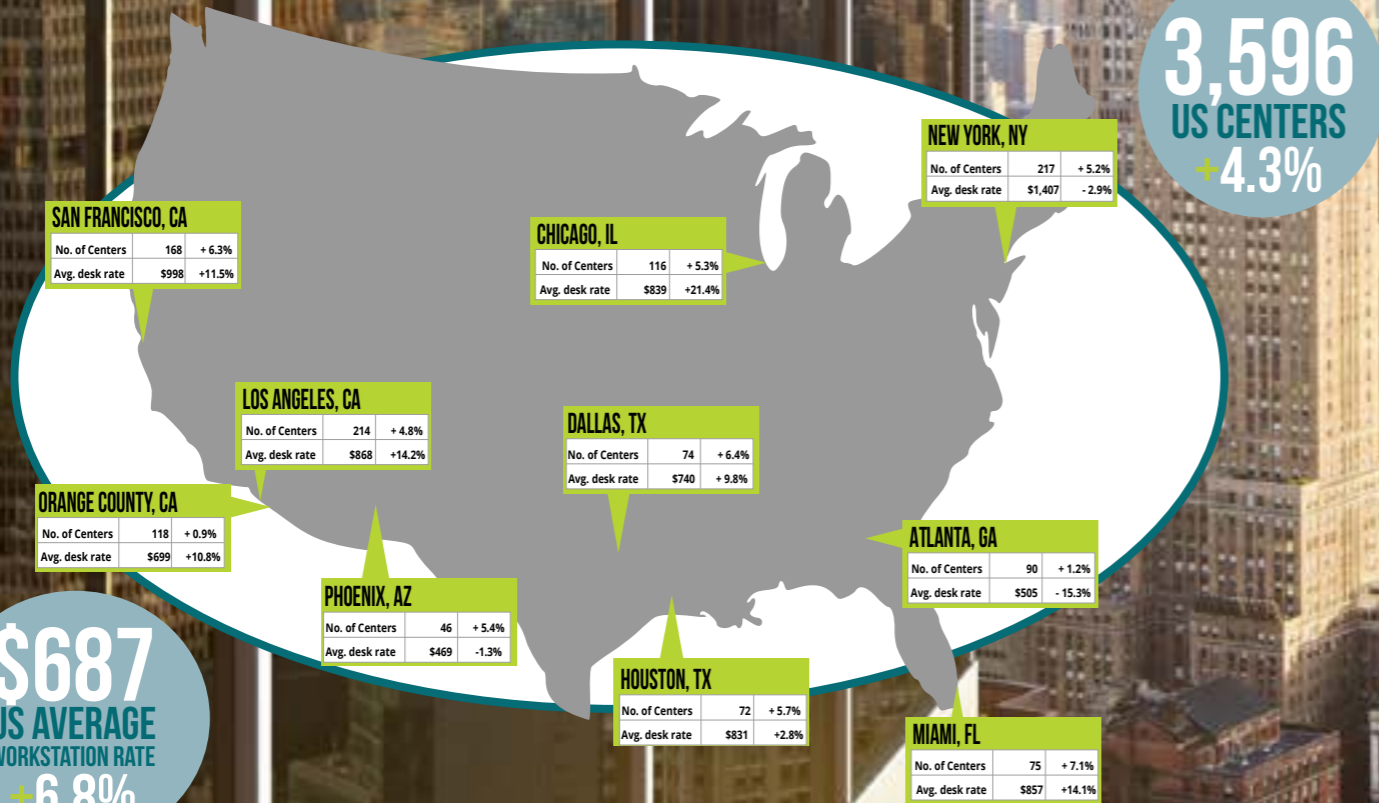 3,596
US CENTERS
+4.3%
NEW YORK, NY
No. of Centers 217 + 5.2%
Avg. desk rate $1,407 - 2.9%
SAN FRANCISCO, CA
No. of Centers 168 + 6.3%
Avg. desk rate $998 +11.5%
CHICAGO, IL
No. of Centers 116 + 5.3%
Avg. desk rate $839 +21.4%
LOS ANGELES, CA
No. of Centers 214 + 4.8%
Avg. desk rate $868 +14.2%
DALLAS, TX
No. of Centers 74 + 6.4%
Avg. desk rate $740 + 9.8%
ORANGE COUNTY, CA
No. of Centers 118 + 0.9%
Avg. desk rate $699 +10.8%
ATLANTA, GA
No. of Centers 90 + 1.2%
Avg. desk rate $505 - 15.3%
PHOENIX, AZ
No. of Centers 46 + 5.4%
Avg. desk rate $469 -1.3%
$687
US AVERAGE
WORKSTATION RATE
+6.8%
HOUSTON, TX
No. of Centers 72 + 5.7%
Avg. desk rate $831 +2.8%
MIAMI, FL
No. of Centers 75 + 7.1%
Avg. desk rate $857 +14.1%